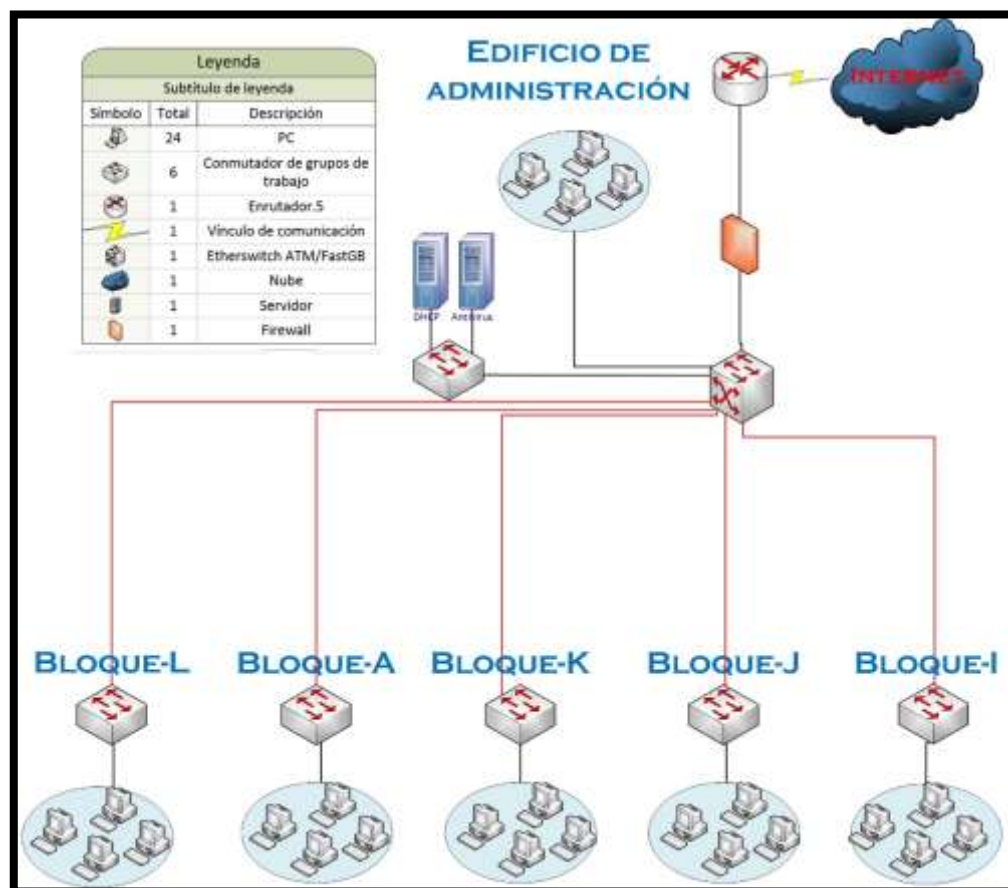 Leyenda
Subtítulo de leyenda
Símbolo Total Descripción
24 PC
6 Conmutador de grupos de
trabajo
1 Enrutador.5
1 Vínculo de comunicación
1 Etherswitch ATM/FastGB
1 Nube
1 Servidor
1 Firewall
EDIFICIO DE
ADMINISTRACIÓN
INTERNET
DHCP Antivirus
BLOQUE-L BLOQUE-A BLOQUE-K BLOQUE-J BLOQUE-I